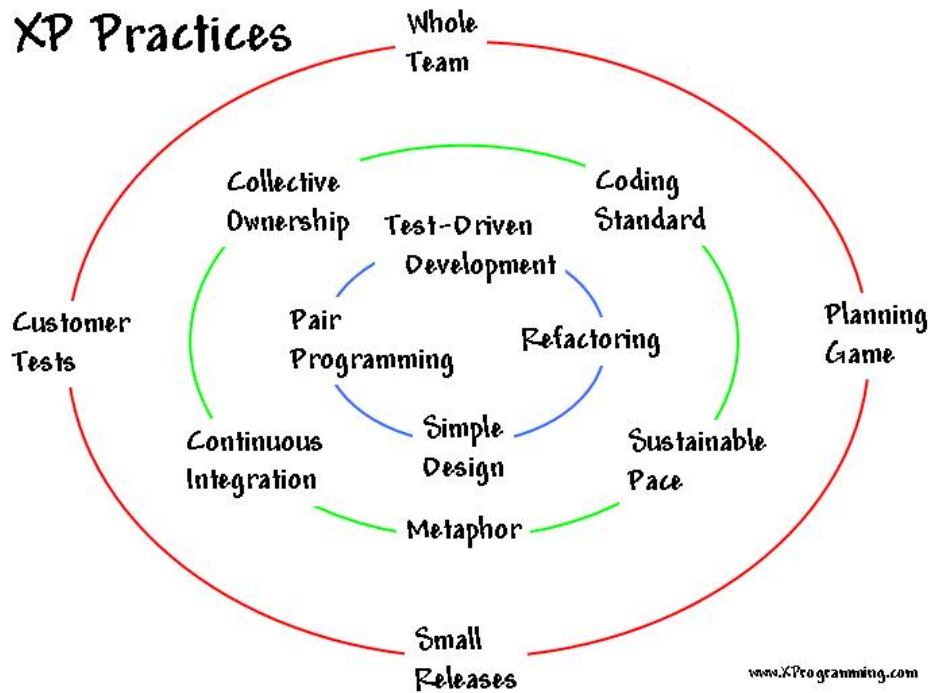 XP Practices
Whole
Team
Collective
Ownership
Coding
Standard
Test-Driven
Development
Customer
Tests
Pair
Programming
Refactoring
Planning
Game
Continuous
Integration
Simple
Design
Sustainable
Pace
Metaphor
Small
Releases
www.XProgramming.com